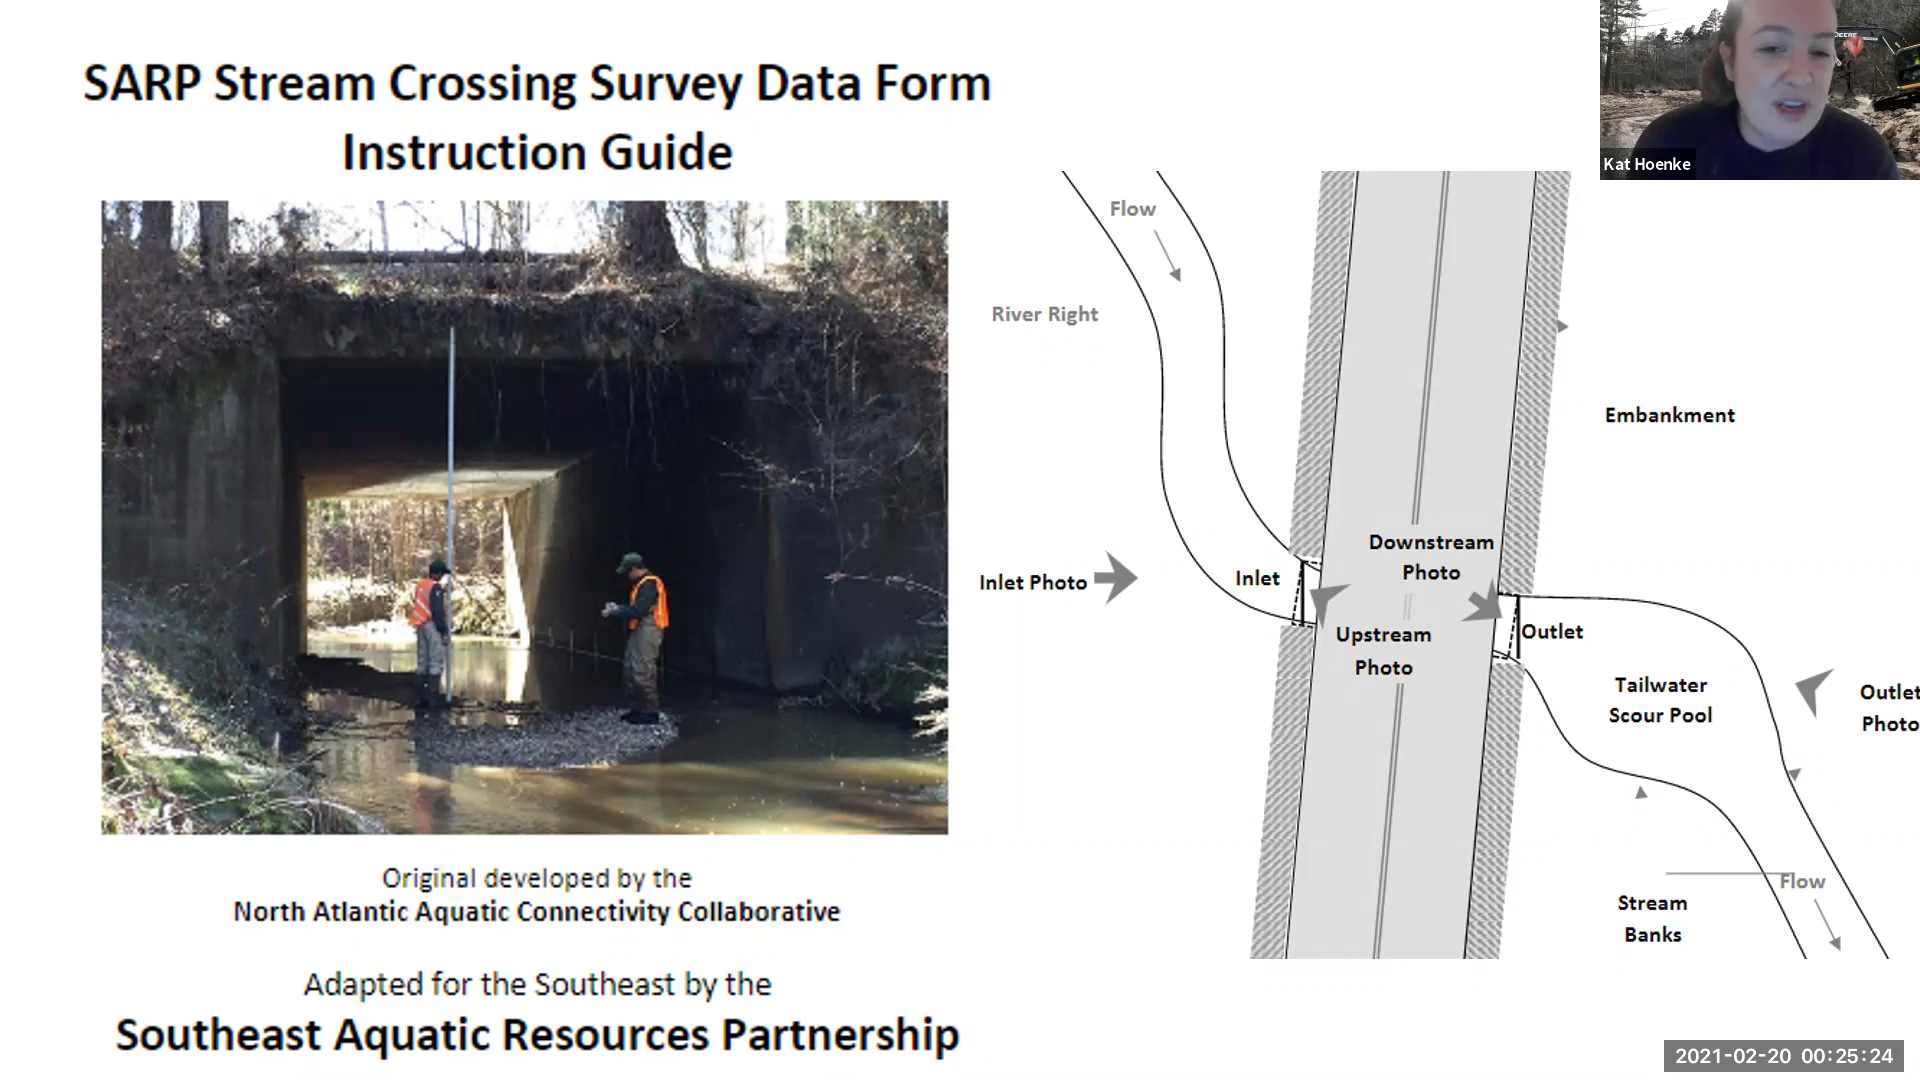 SARP Stream Crossing Survey Data Form
Instruction Guide
Original developed by the
North Atlantic Aquatic Connectivity Collaborative
Adapted for the Southeast by the
Southeast Aquatic Resources Partnership
Flow
River Right
Embankment
Inlet Photo
Inlet
Downstream
Photo
Upstream
Photo
Outlet
Tailwater
Scour Pool
Outlet
Photo
Flow
Stream
Banks
DEERE
Kat Hoenke
2021-02-20 00:25:24